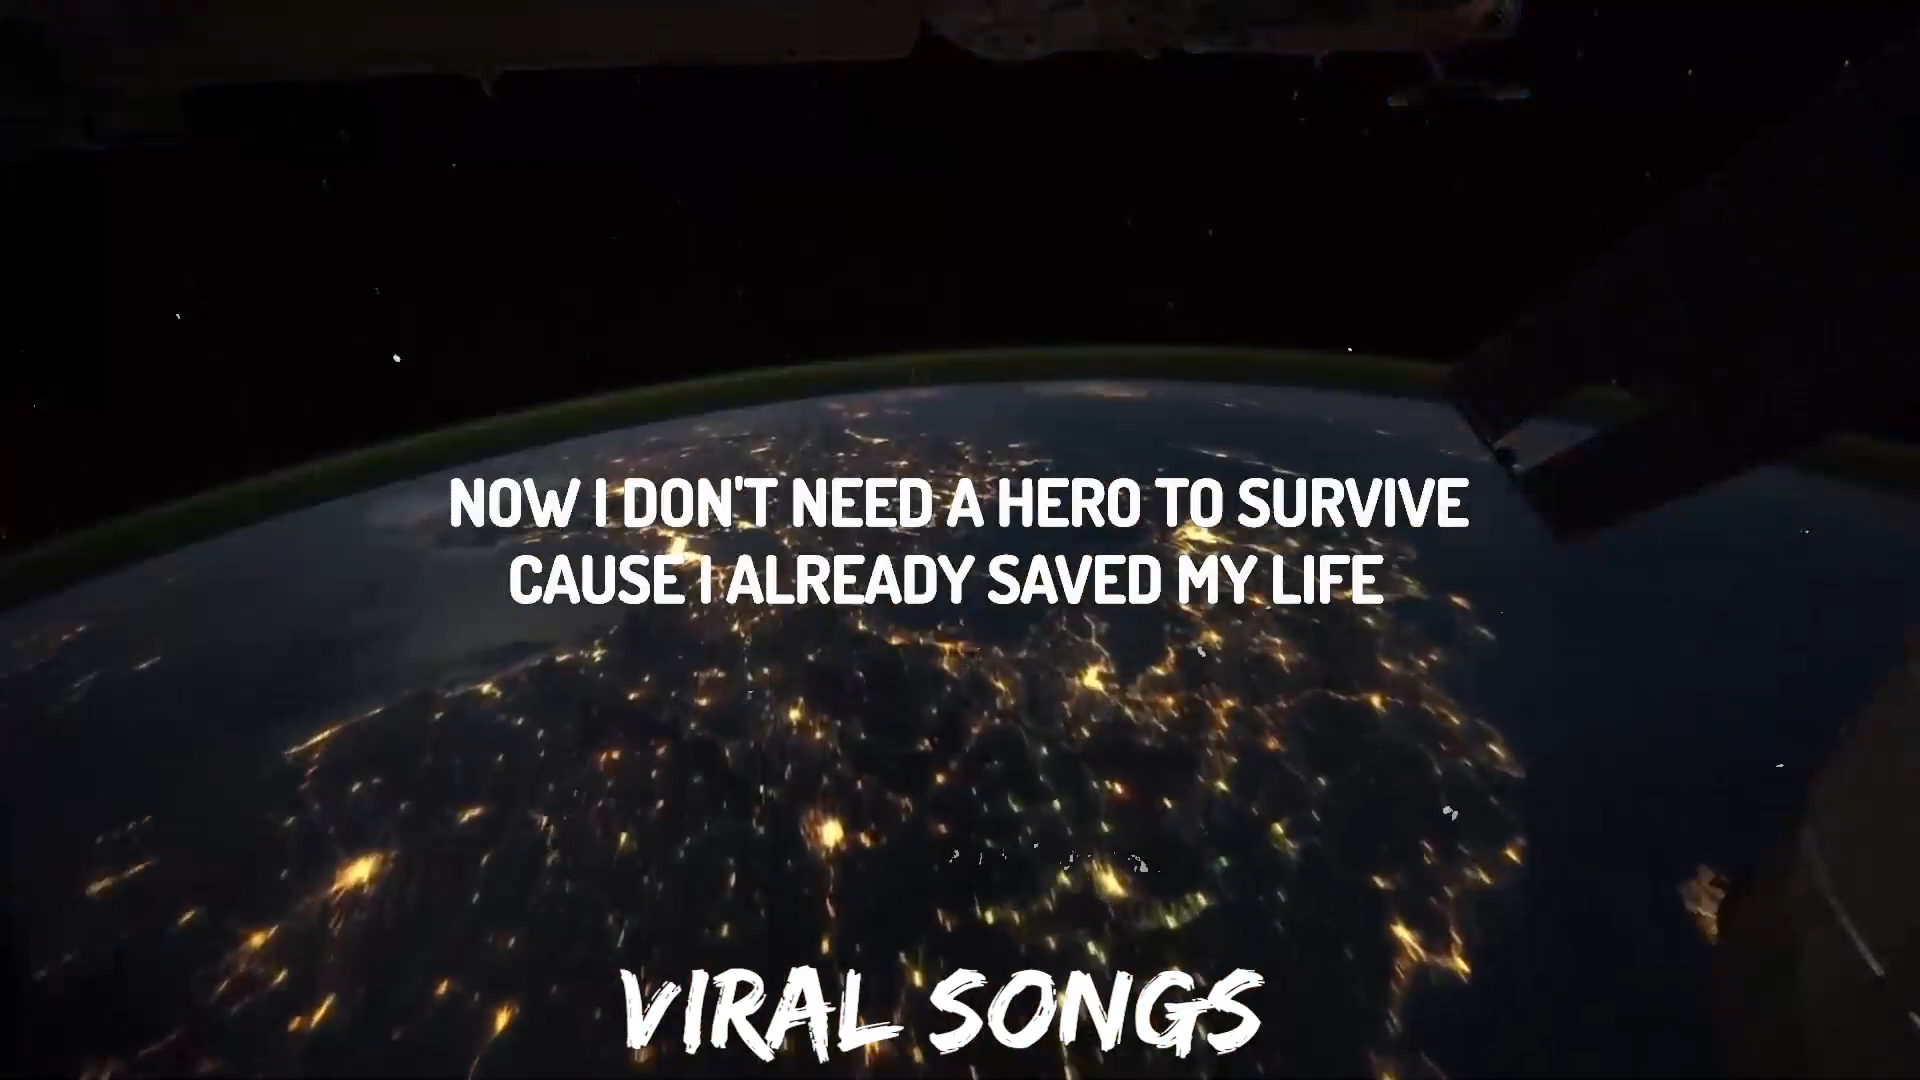 NOW I DON'T NEED A HERO TO SURVIVE
CAUSE I ALREADY SAVED MY LIFE
VIRAL SONGS